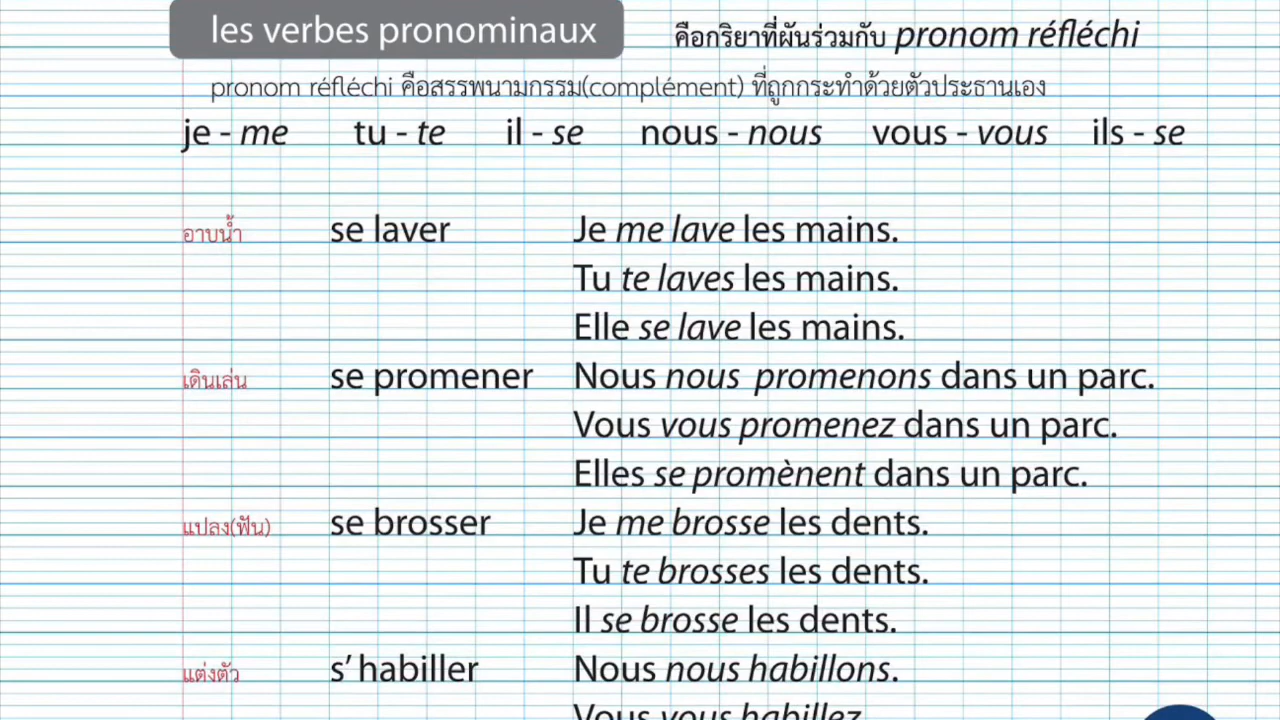 les verbes pronominaux คือกริยาที่ผันร่วมกับ pronom réfléchi
pronom réfléchi คือสรรพนามกรรม(complément) ที่ถูกกระทำด้วยตัวประธานเอง
je - me tu - te il - se nous - nous vous - vous ils - se
อาบน้ำ se laver Je me lave les mains.
Tu te laves les mains.
Elle se lave les mains.
เดินเล่น se promener Nous nous promenons dans un parc.
Vous vous promenez dans un parc.
Elles se promènent dans un parc.
แปลง(ฟัน) se brosser Je me brosse les dents.
Tu te brosses les dents.
Il se brosse les dents.
แต่งตัว s’ habiller Nous nous habillons.
Vous vous habillez